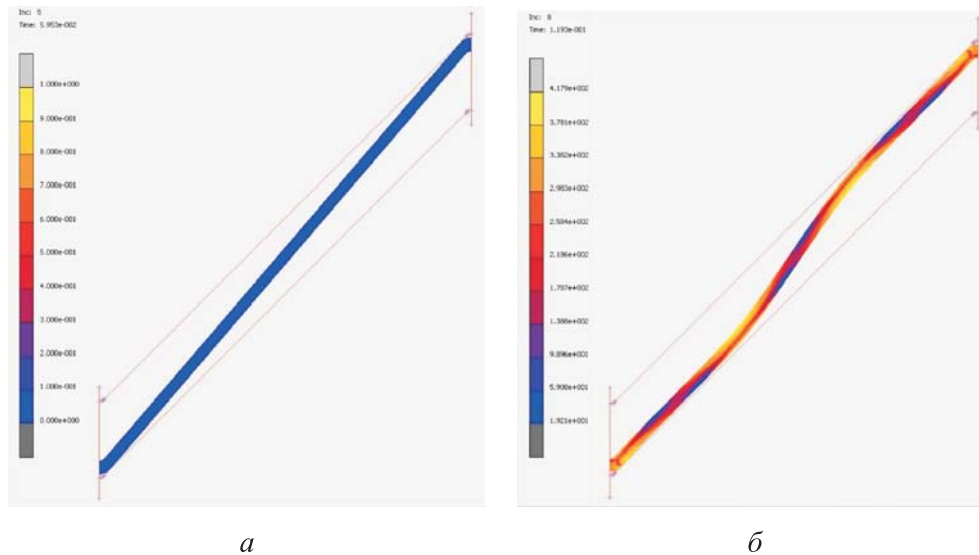 Inc: 5
Time: 5.953e-002
1.000e+000
9.000e-001
8.000e-001
7.000e-001
6.000e-001
5.000e-001
4.000e-001
3.000e-001
2.000e-001
1.000e-001
0.000e+000
Inc: 8
Time: 1.193e-001
4.179e+002
3.781e+002
3.382e+002
2.983e+002
2.584e+002
2.186e+002
1.787e+002
1.388e+002
9.896e+001
5.908e+001
1.921e+001
а
б